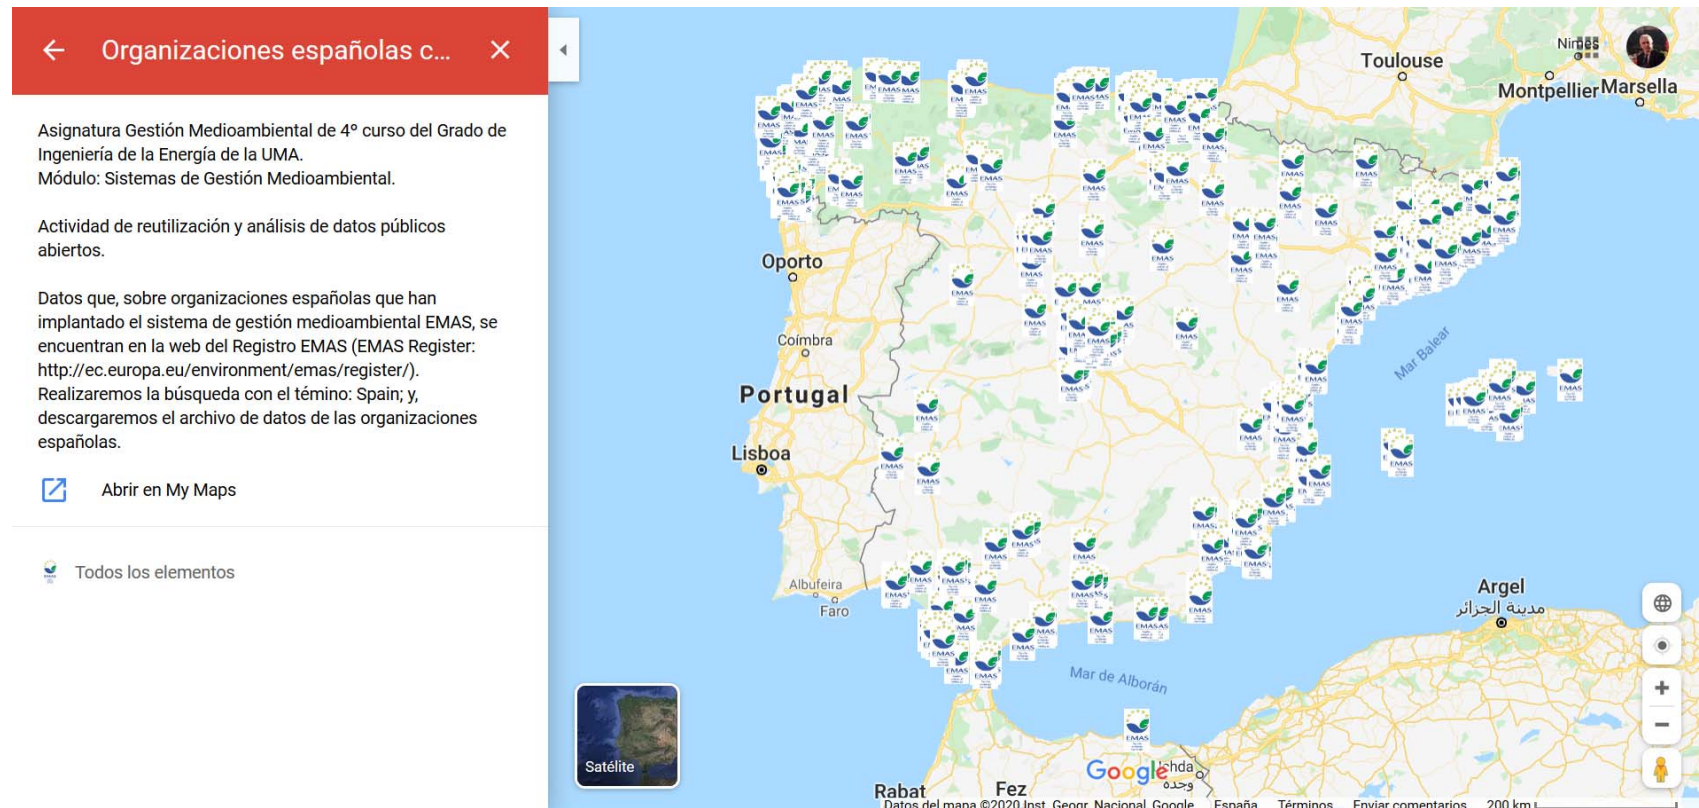 Organizaciones españolas c...
Asignatura Gestión Medioambiental de 4º curso del Grado de
Ingeniería de la Energía de la UMA.
Módulo: Sistemas de Gestión Medioambiental.
Actividad de reutilización y análisis de datos públicos
abiertos.
Datos que, sobre organizaciones españolas que han
implantado el sistema de gestión medioambiental EMAS, se
encuentran en la web del Registro EMAS (EMAS Register:
http://ec.europa.eu/environment/emas/register/).
Realizaremos la búsqueda con el témino: Spain; y,
descargaremos el archivo de datos de las organizaciones
españolas.
Abrir en My Maps
Todos los elementos
Toulouse
Nimes
Montpellier
Marsella
Oporto
Coímbra
Portugal
Lisboa
Albufeira
Faro
Mar Balear
Argel
مدينة الجزائر
Mar de Alborán
EMAS
Satélite
Google
وجدة
Rabat
Fez
Datos del mapa ©2020 Inst. Geogr. Nacional, Google
España
Términos
Enviar comentarios
200 km